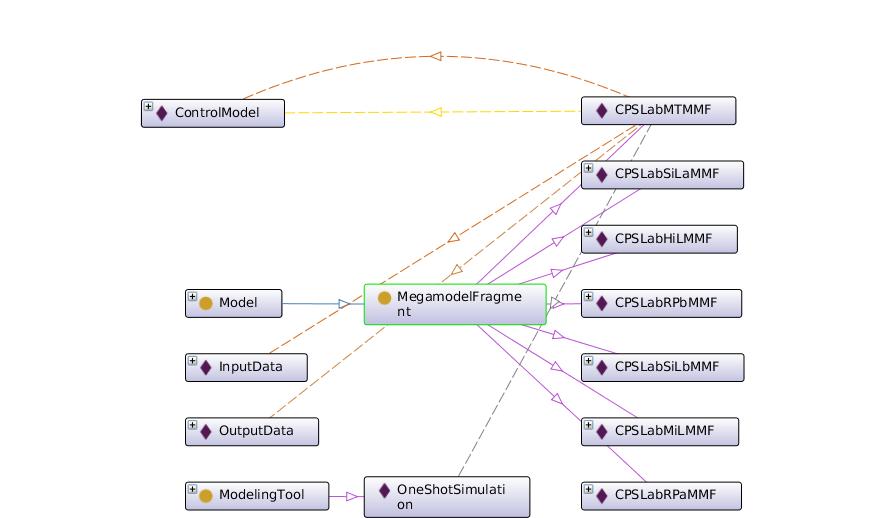 CPSLabMTMMF
ControlModel
CPSLabSiLaMMF
CPSLabHiLMMF
Model
MegamodelFragme
nt
CPSLabRPbMMF
InputData
CPSLabSiLbMMF
OutputData
CPSLabMiLMMF
ModelingTool
OneShotSimulati
on
CPSLabRPaMMF